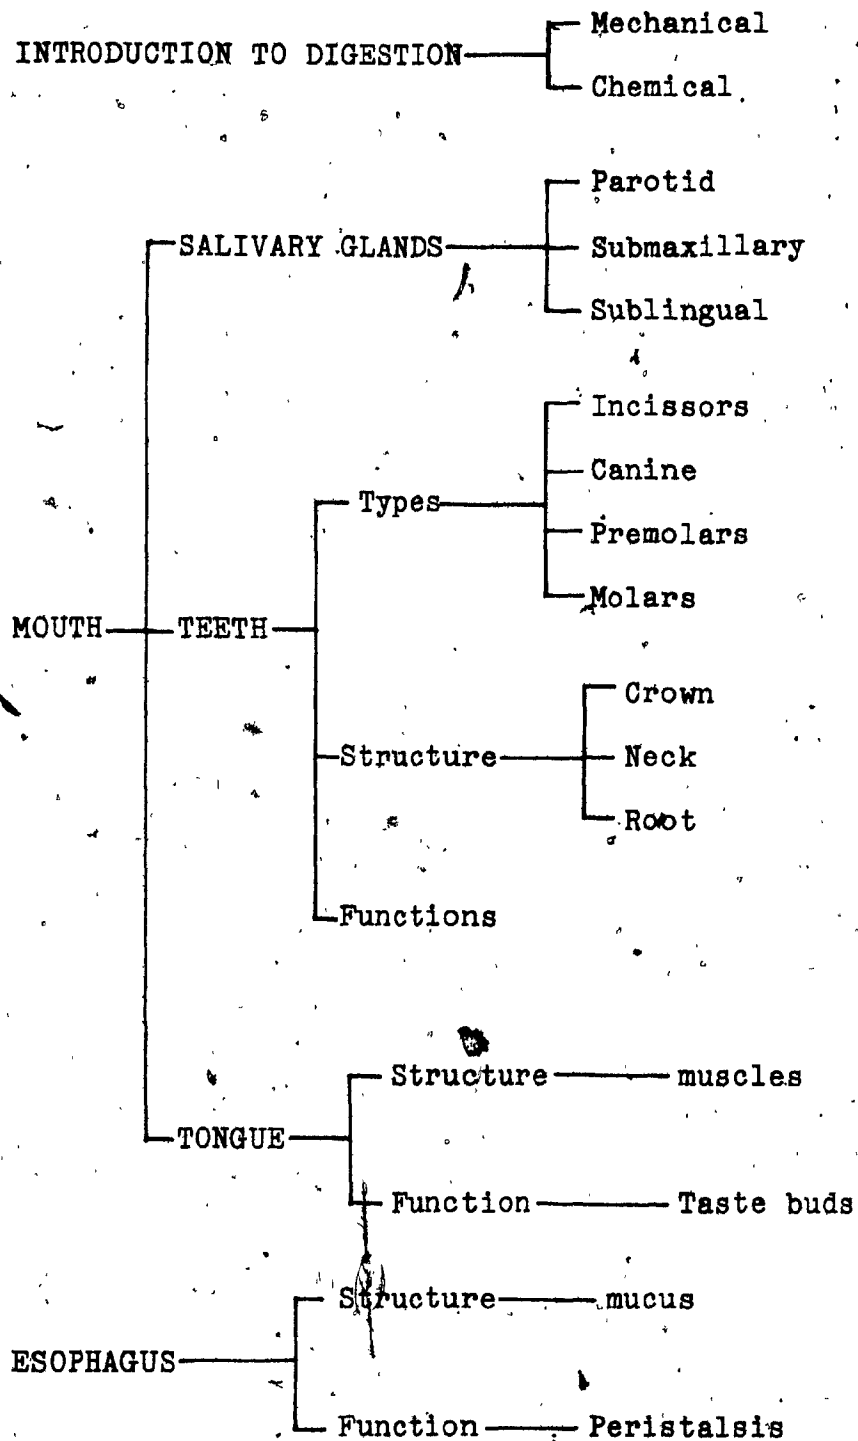 Mechanical
INTRODUCTION TO DIGESTION
Chemical
Parotid
SALIVARY GLANDS
Submaxillary
Sublingual
Incissors
Canine
Types
Premolars
Molars
MOUTH TEETH
Crown
Structure Neck
Root
Functions
Structure muscles
TONGUE
Function Taste buds
Structure mucus
ESOPHAGUS
Function Peristalsis